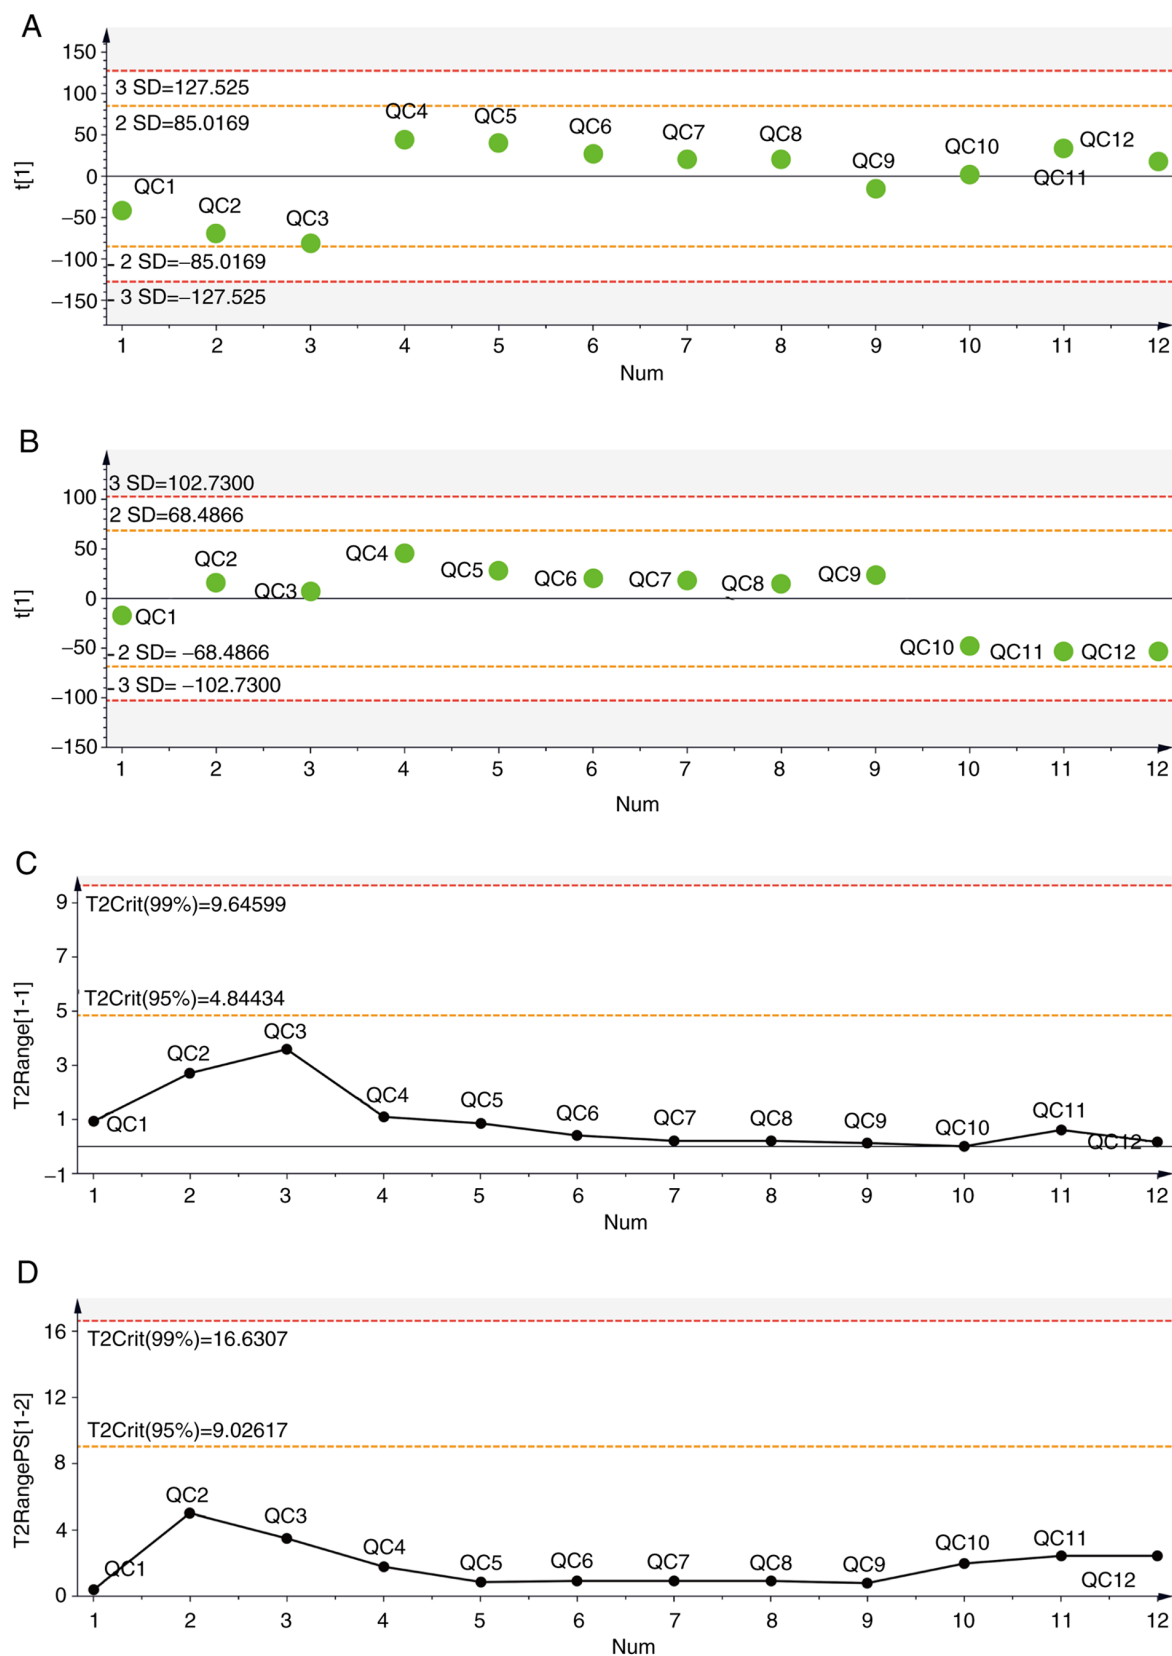 A
150
3 SD=127.525
100
QC4
QC5
QC6
QC7
QC8
QC12
2 SD=85.0169
50
QC9
QC10
t[1]
0
QC1
QC11
QC2
QC3
−50
−100
- 2 SD=−85.0169
−150
- 3 SD=−127.525
1 2 3 4 5 6 7 8 9 10 11 12
Num
B
3 SD=102.7300
100
2 SD=68.4866
50
QC2
QC3
QC4
QC5
QC6
QC7
QC8
QC9
t[1]
0
QC1
−50
- 2 SD= −68.4866
QC10
QC11
QC12
- 3 SD= −102.7300
−100
−150
1 2 3 4 5 6 7 8 9 10 11 12
Num
C
9
T2Crit(99%)=9.64599
7
T2Crit(95%)=4.84434
5
T2Range[1-1]
QC3
QC2
3
QC4
QC5
QC6
QC7
QC8
QC9
QC10
QC11
1
QC1
QC12
−1
1 2 3 4 5 6 7 8 9 10 11 12
Num
D
16
T2Crit(99%)=16.6307
12
T2Crit(95%)=9.02617
T2RangePS[1-2]
8
QC2
QC3
4
QC4
QC5
QC6
QC7
QC8
QC9
QC10
QC11
QC1
QC12
0
1 2 3 4 5 6 7 8 9 10 11 12
Num